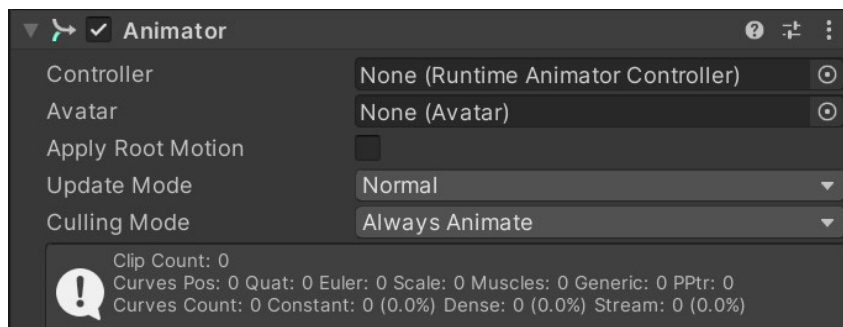 Animator
Controller None (Runtime Animator Controller)
Avatar None (Avatar)
Apply Root Motion
Update Mode Normal
Culling Mode Always Animate
Clip Count: 0
Curves Pos: 0 Quat: 0 Euler: 0 Scale: 0 Muscles: 0 Generic: 0 PPtr: 0
Curves Count: 0 Constant: 0 (0.0%) Dense: 0 (0.0%) Stream: 0 (0.0%)